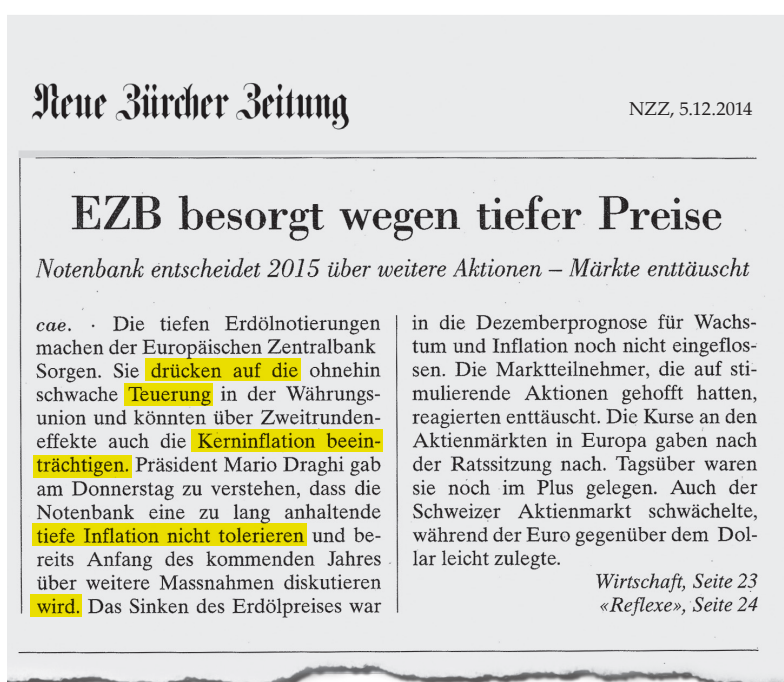 Neue Zürcher Zeitung
NZZ, 5.12.2014
EZB besorgt wegen tiefer Preise
Notenbank entscheidet 2015 über weitere Aktionen – Märkte enttäuscht
cae. · Die tiefen Erdölnotierungen
machen der Europäischen Zentralbank
Sorgen. Sie drücken auf die ohnehin
schwache Teuerung in der Währungs-
union und könnten über Zweitrunden-
effekte auch die Kerninflation beein-
trächtigen. Präsident Mario Draghi gab
am Donnerstag zu verstehen, dass die
Notenbank eine zu lang anhaltende
tiefe Inflation nicht tolerieren und be-
reits Anfang des kommenden Jahres
über weitere Massnahmen diskutieren
wird. Das Sinken des Erdölpreises war
in die Dezemberprognose für Wachs-
tum und Inflation noch nicht eingeflos-
sen. Die Marktteilnehmer, die auf sti-
mulierende Aktionen gehofft hatten,
reagierten enttäuscht. Die Kurse an den
Aktienmärkten in Europa gaben nach
der Ratssitzung nach. Tagsüber waren
sie noch im Plus gelegen. Auch der
Schweizer Aktienmarkt schwächelte,
während der Euro gegenüber dem Dol-
lar leicht zulegte.
Wirtschaft, Seite 23
«Reflexe», Seite 24